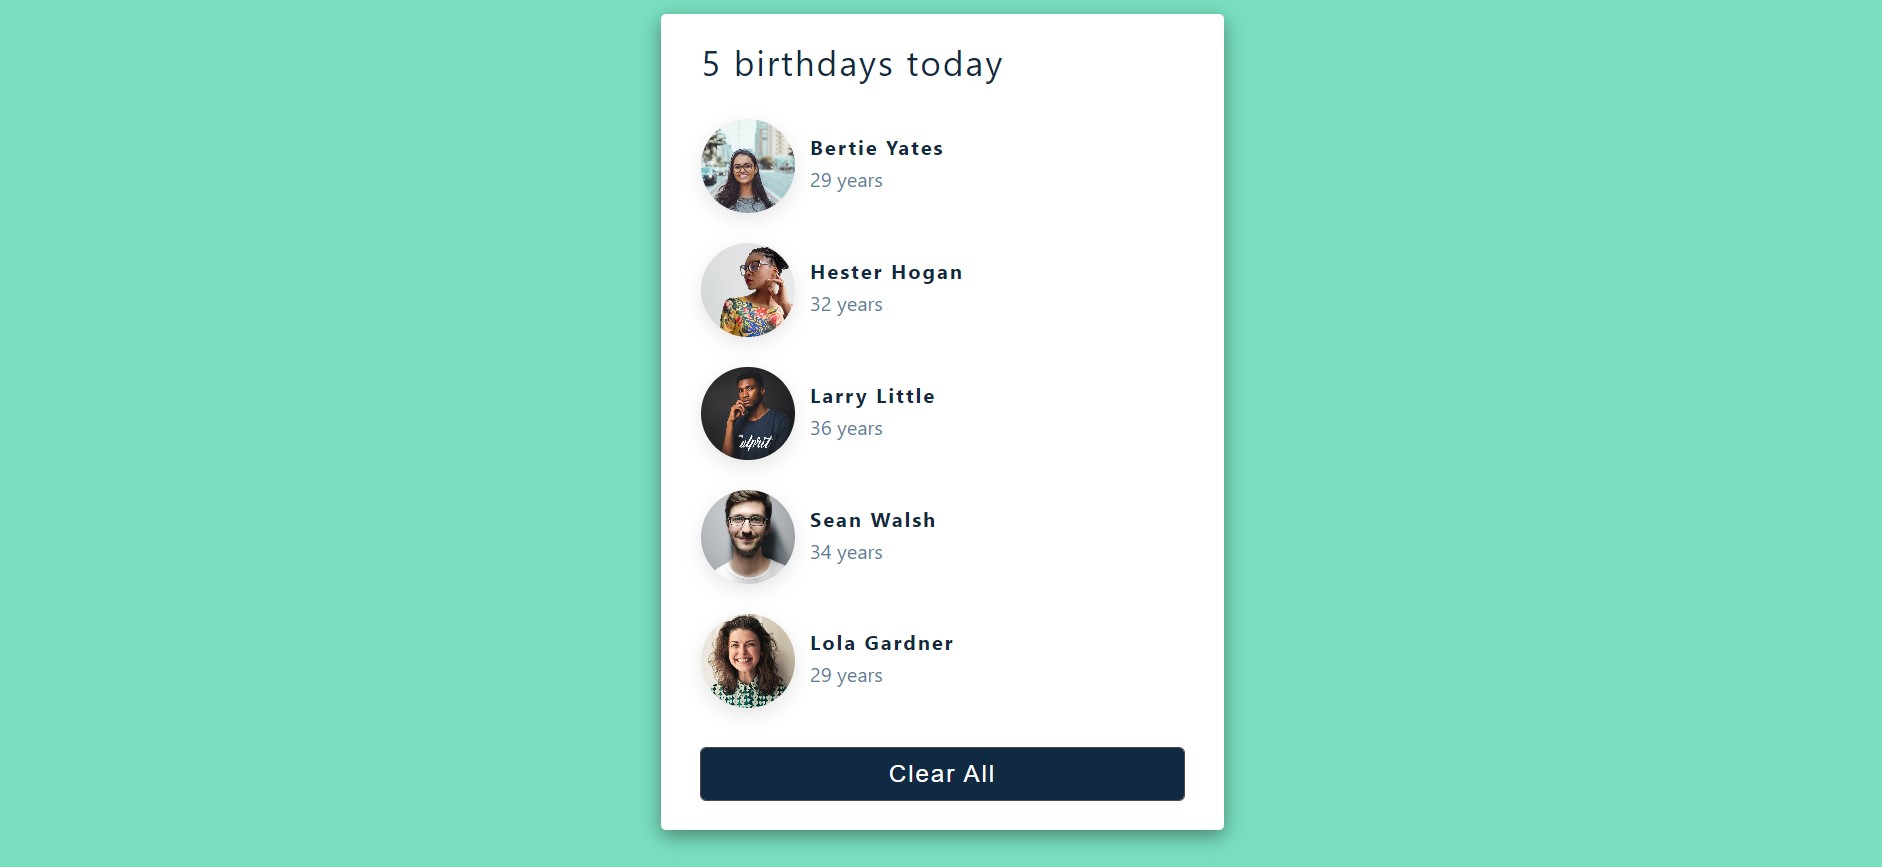 5 birthdays today
Bertie Yates
29 years
Hester Hogan
32 years
Larry Little
36 years
Sean Walsh
34 years
Lola Gardner
29 years
Clear All